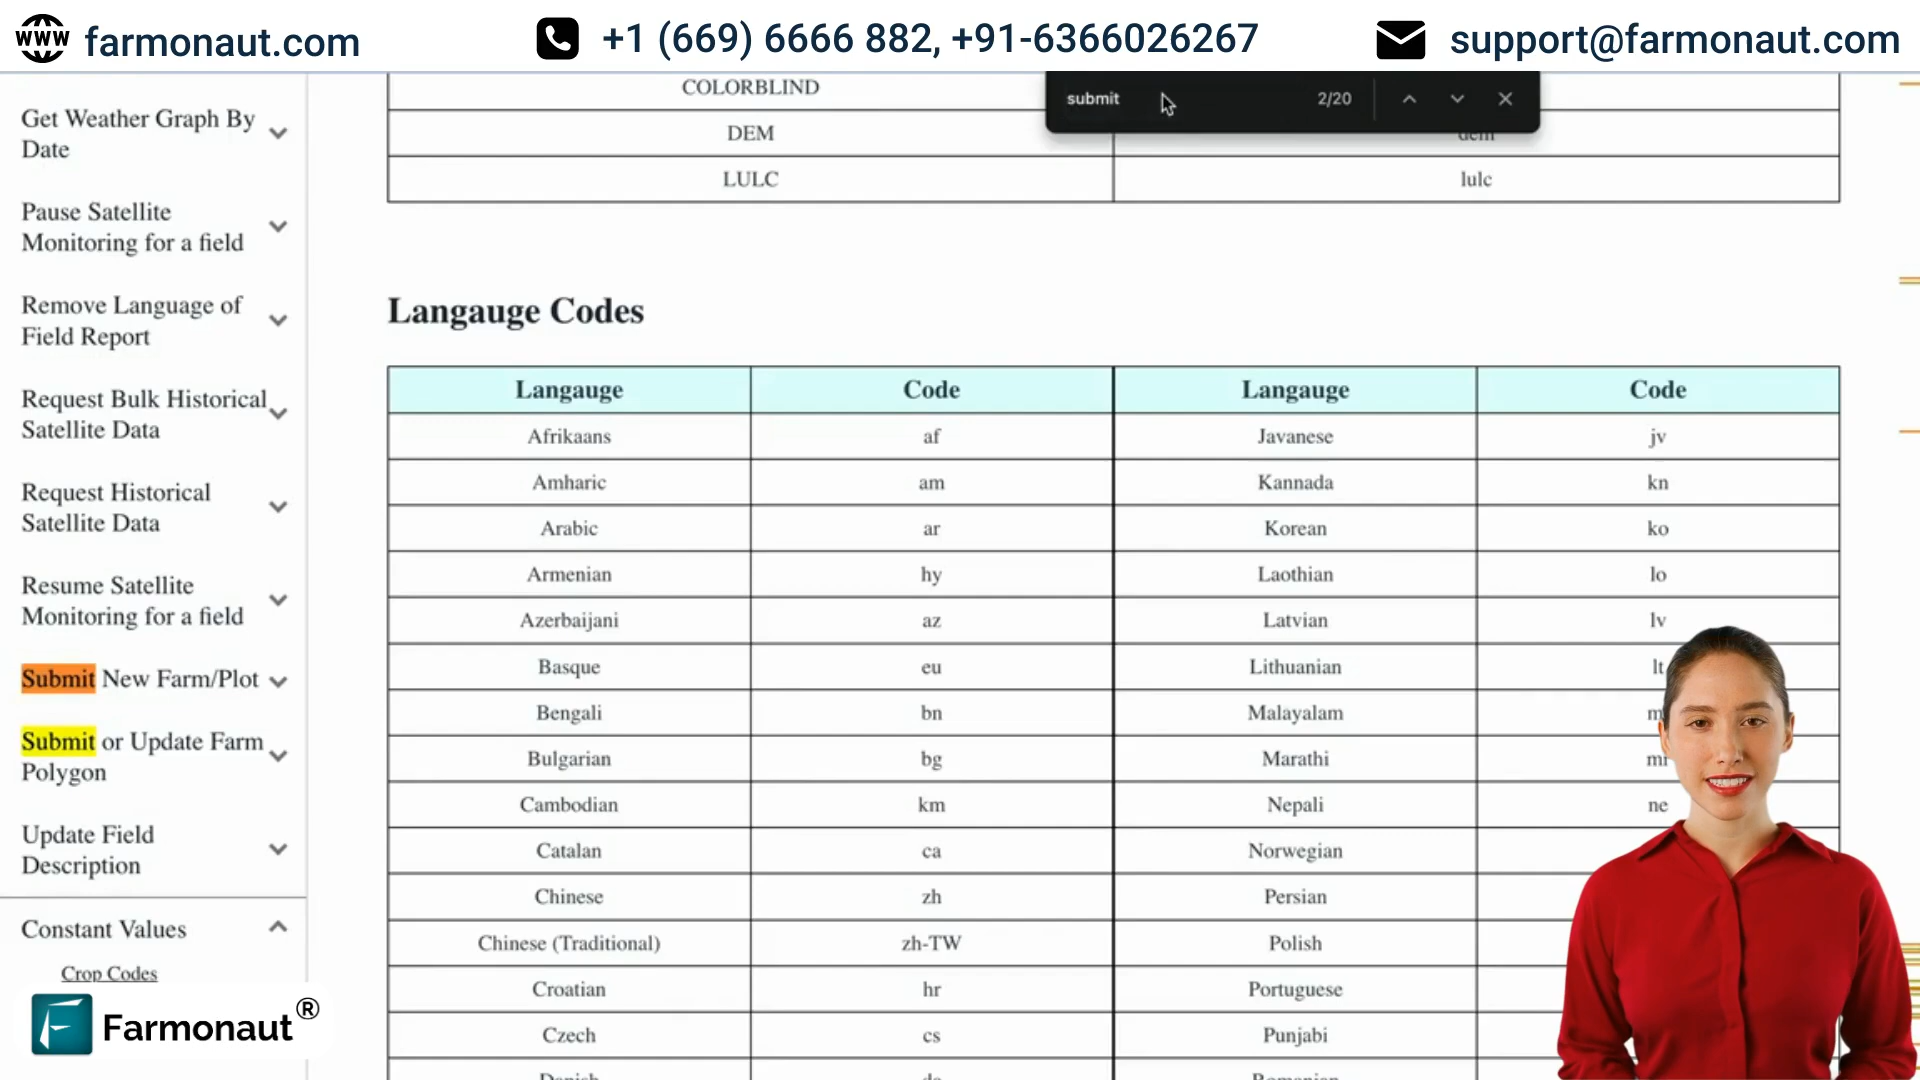 WWW farmonaut.com +1 (669) 6666 882, +91-6366026267 support@farmonaut.com
submit 2/20
Get Weather Graph By
Date
Pause Satellite
Monitoring for a field
Remove Language of
Field Report
Request Bulk Historical
Satellite Data
Request Historical
Satellite Data
Resume Satellite
Monitoring for a field
Submit New Farm/Plot
Submit or Update Farm
Polygon
Update Field
Description
Constant Values
Crop Codes
Farmonaut®
COLORBLIND
DEM dem
LULC lulc
Langauge Codes
Langauge Code Langauge Code
Afrikaans af Javanese jv
Amharic am Kannada kn
Arabic ar Korean ko
Armenian hy Laothian lo
Azerbaijani az Latvian lv
Basque eu Lithuanian lt
Bengali bn Malayalam
Bulgarian bg Marathi
Cambodian km Nepali ne
Catalan ca Norwegian
Chinese zh Persian
Chinese (Traditional) zh-TW Polish
Croatian hr Portuguese
Czech cs Punjabi